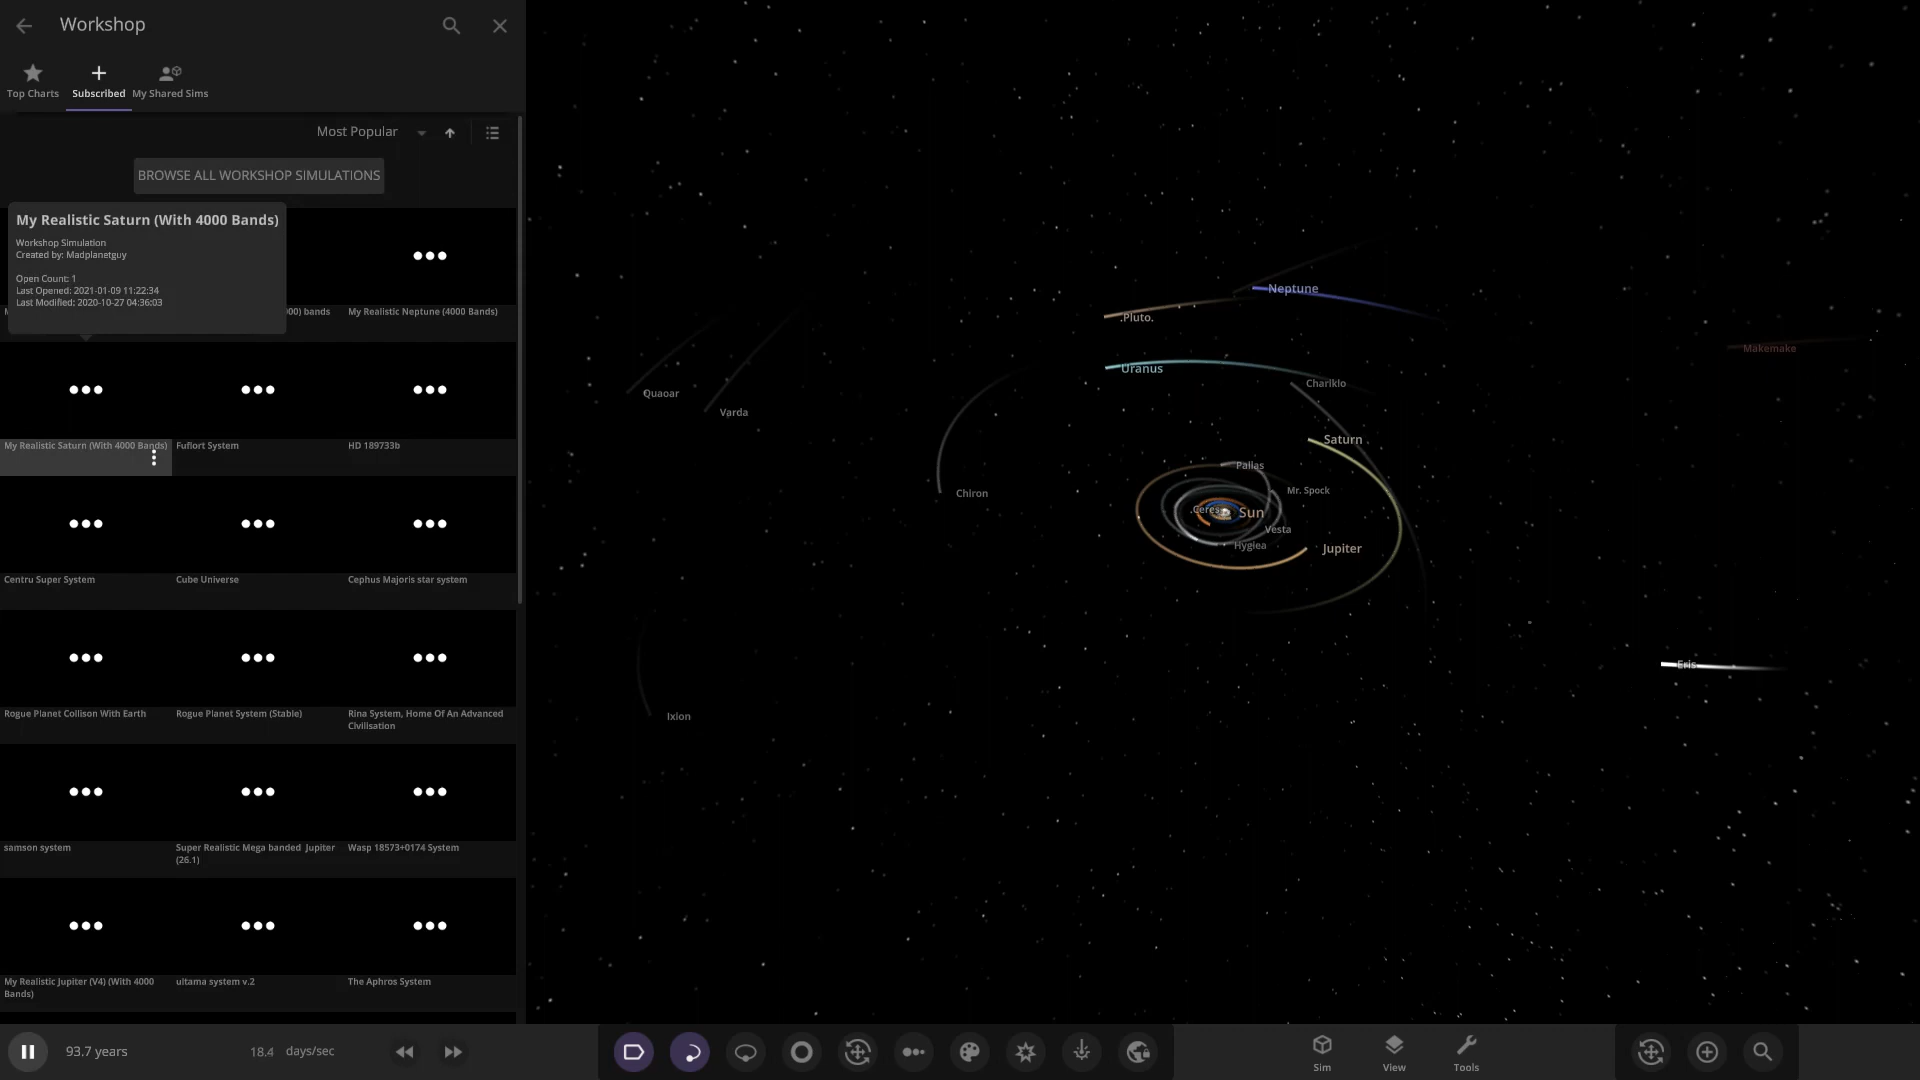 Workshop
Top Charts
Subscribed
My Shared Sims
Most Popular
BROWSE ALL WORKSHOP SIMULATIONS
My Realistic Saturn (With 4000 Bands)
Workshop Simulation
Created by: Madplanetguy
Open Count: 1
Last Opened: 2021-01-09 11:22:34
Last Modified: 2020-10-27 04:36:03
bands
My Realistic Neptune (4000 Bands)
My Realistic Saturn (With 4000 Bands)
HD 189733b
Centru Super System
Cube Universe
Cephus Majoris star system
Rogue Planet Collison With Earth
Rogue Planet System (Stable)
Rina System, Home Of An Advanced
Civilisation
samson system
Super Realistic Mega banded Jupiter
(26.1)
Wasp 18573+0174 System
My Realistic Jupiter (V4) (With 4000
Bands)
ultama system v.2
The Aphros System
Neptune
Pluto
Makemake
Uranus
Chariklo
Quaoar
Varda
Saturn
Pallas
Mr. Spock
Chiron
Ceres
Sun
Vesta
Hygiea
Jupiter
Eris
Ixion
93.7 years
18.4 days/sec
Sim
View
Tools